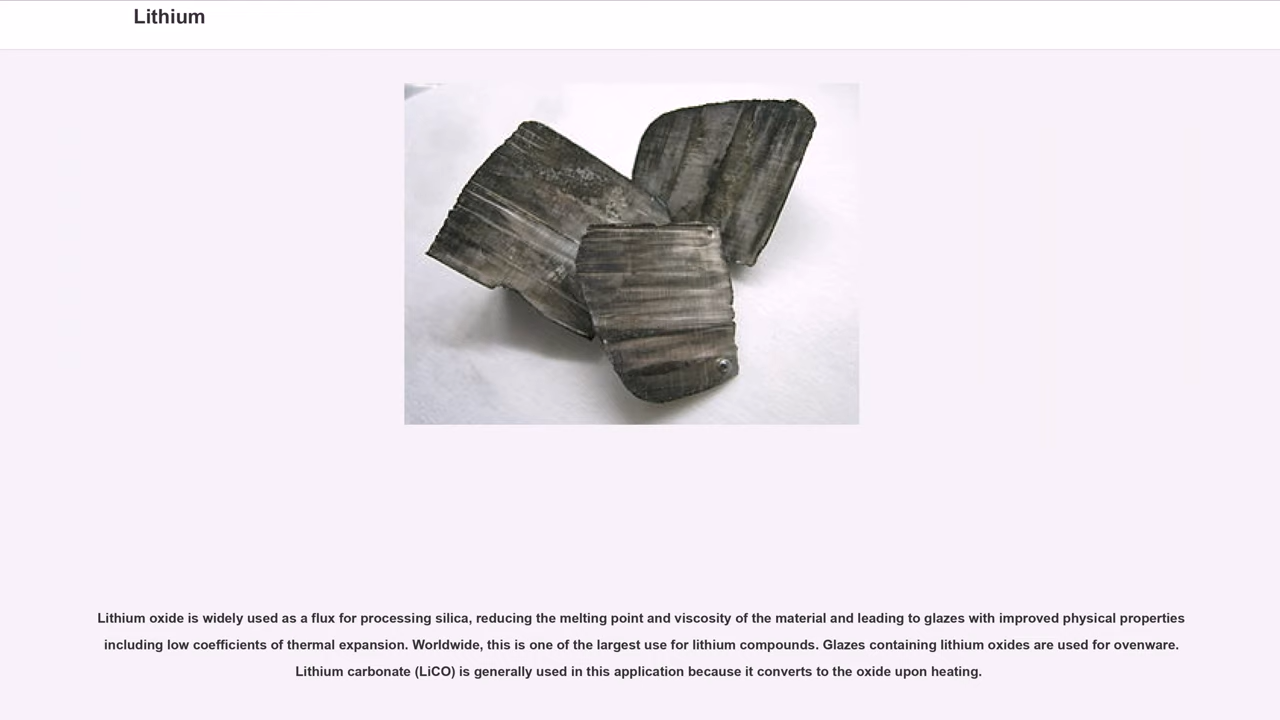 Lithium
Lithium oxide is widely used as a flux for processing silica, reducing the melting point and viscosity of the material and leading to glazes with improved physical properties
including low coefficients of thermal expansion. Worldwide, this is one of the largest use for lithium compounds. Glazes containing lithium oxides are used for ovenware.
Lithium carbonate (LiCO) is generally used in this application because it converts to the oxide upon heating.